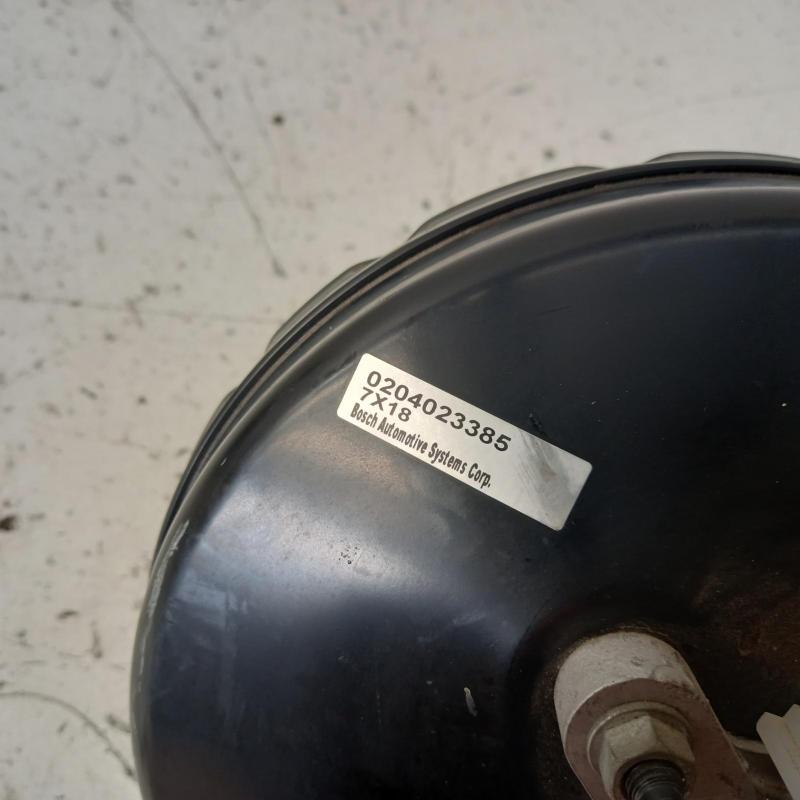 0204023385
7X18
Bosch Automotive Systems Corp.